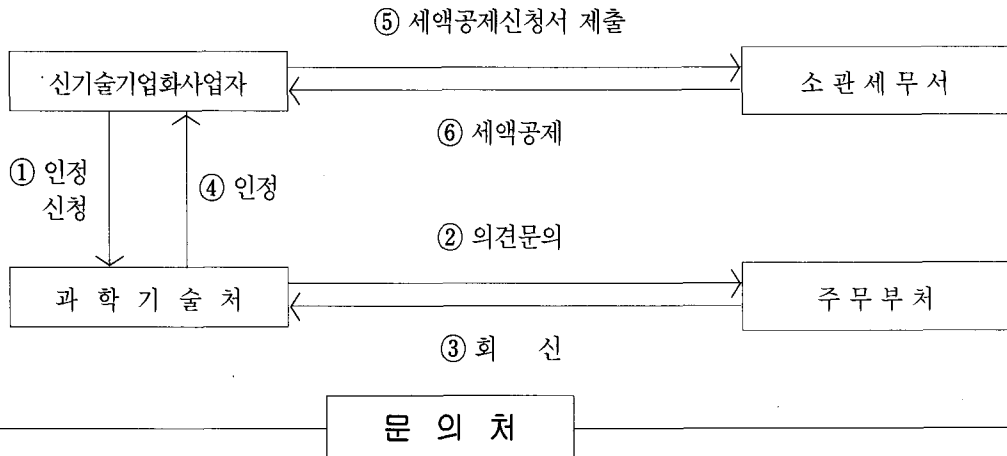 ⑤ 세액공제신청서 제출
신기술기업화사업자
소관세무서
⑥ 세액공제
① 인정
신청
④ 인정
② 의견문의
과 학 기 술 처
주무부처
③ 회 신
문 의 처